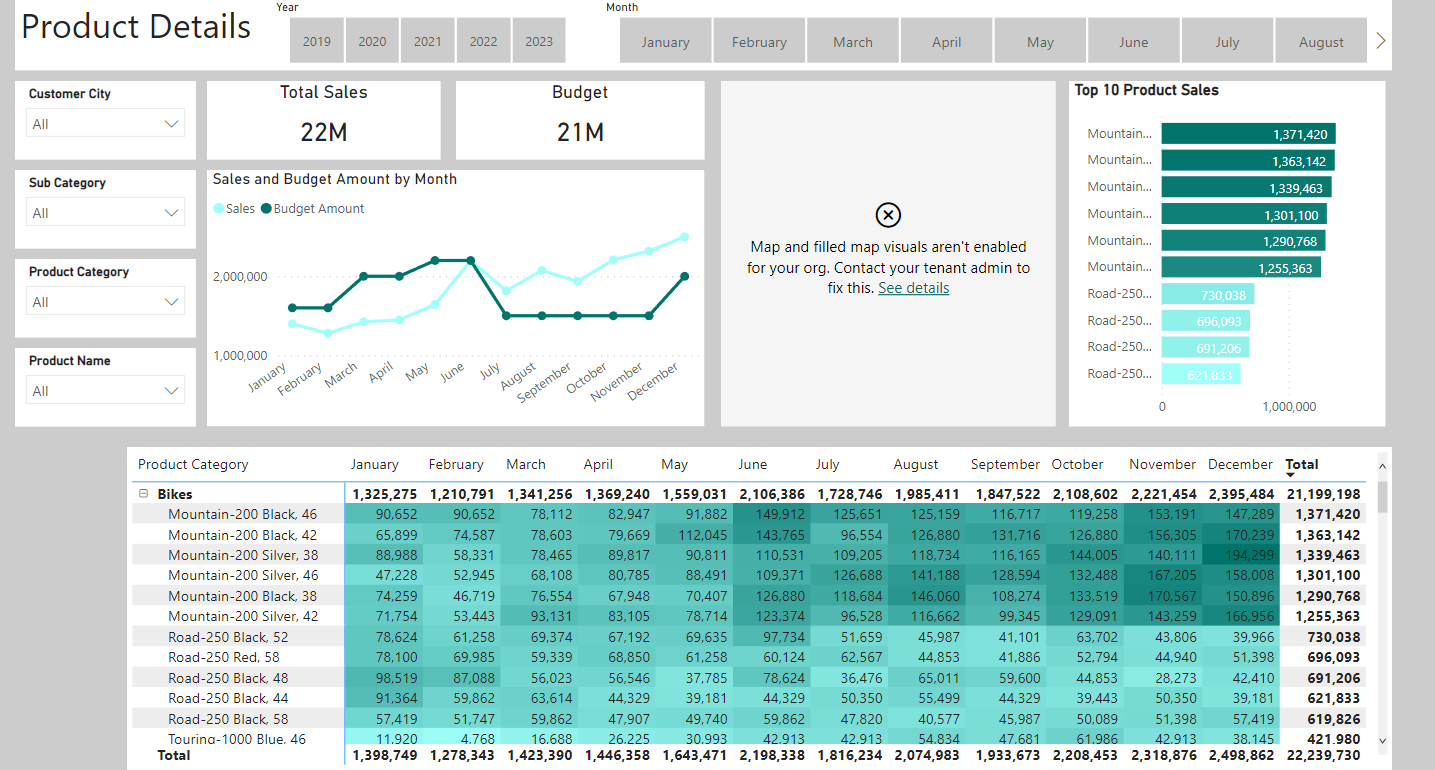 Product Details
Year
2019 2020 2021 2022 2023
Month
January February March April May June July August
Customer City
All
Sub Category
All
Product Category
All
Product Name
All
Total Sales
22M
Budget
21M
Sales and Budget Amount by Month
Sales Budget Amount
2,000,000
1,000,000
January February March April May June July August September October November December
Map and filled map visuals aren't enabled
for your org. Contact your tenant admin to
fix this. See details
Top 10 Product Sales
Mountain... 1,371,420
Mountain... 1,363,142
Mountain... 1,339,463
Mountain... 1,301,100
Mountain... 1,290,768
Mountain... 1,255,363
Road-250... 730,038
Road-250... 696,093
Road-250... 691,206
Road-250... 621,833
0 1,000,000
Product Category January February March April May June July August September October November December Total
Bikes 1,325,275 1,210,791 1,341,256 1,369,240 1,559,031 2,106,386 1,728,746 1,985,411 1,847,522 2,108,602 2,221,454 2,395,484 21,199,198
Mountain-200 Black, 46 90,652 90,652 78,112 82,947 91,882 149,912 125,651 125,159 116,717 119,258 153,191 147,289 1,371,420
Mountain-200 Black, 42 65,899 74,587 78,603 79,669 112,045 143,765 96,554 126,880 131,716 126,880 156,305 170,239 1,363,142
Mountain-200 Silver, 38 88,988 58,331 78,465 89,817 90,811 110,531 109,205 118,734 116,165 144,005 140,111 194,299 1,339,463
Mountain-200 Silver, 46 47,228 52,945 68,108 80,785 88,491 109,371 126,688 141,188 128,594 132,488 167,205 158,008 1,301,100
Mountain-200 Black, 38 74,259 46,719 76,554 67,948 70,407 126,880 118,684 146,060 108,274 133,519 170,567 150,896 1,290,768
Mountain-200 Silver, 42 71,754 53,443 93,131 83,105 78,714 123,374 96,528 116,662 99,345 129,091 143,259 166,956 1,255,363
Road-250 Black, 52 78,624 61,258 69,374 67,192 69,635 97,734 51,659 45,987 41,101 63,702 43,806 39,966 730,038
Road-250 Red, 58 78,100 69,985 59,339 68,850 61,258 60,124 62,567 44,853 41,886 52,794 44,940 51,398 696,093
Road-250 Black, 48 98,519 87,088 56,023 56,546 37,785 78,624 36,476 65,011 59,600 44,853 28,273 42,410 691,206
Road-250 Black, 44 91,364 59,862 63,614 44,329 39,181 44,329 50,350 55,499 44,329 39,443 50,350 39,181 621,833
Road-250 Black, 58 57,419 51,747 59,862 47,907 49,740 59,862 47,820 40,577 45,987 50,089 51,398 57,419 619,826
Touring-1000 Blue, 46 11,920 4,768 16,688 26,225 30,993 42,913 42,913 54,834 47,681 61,986 42,913 38,145 421,980
Total 1,398,749 1,278,343 1,423,390 1,446,358 1,643,471 2,198,338 1,816,234 2,074,983 1,933,673 2,208,453 2,318,876 2,498,862 22,239,730